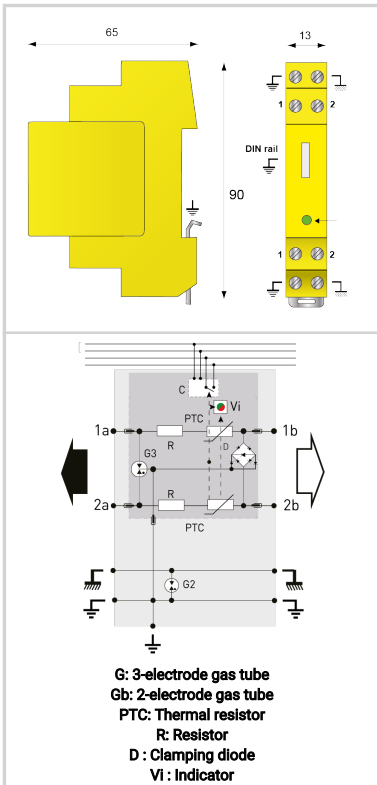 65
13
1
2
DIN rail
90
1
2
C
Vi
PTC
1a
R
D
1b
G3
R
2a
2b
PTC
G2
G: 3-electrode gas tube
Gb: 2-electrode gas tube
PTC: Thermal resistor
R: Resistor
D : Clamping diode
Vi : Indicator